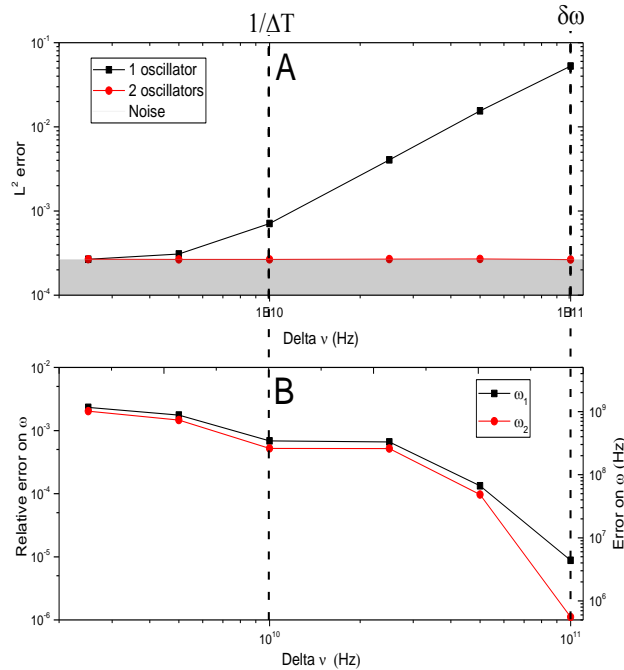 1/ΔT δω
A
1 oscillator
2 oscillators
Noise
L² error
10⁻¹
10⁻²
10⁻³
10⁻⁴
1E10 1E11
Delta ν (Hz)
B
ω₁
ω₂
Relative error on ω
10⁻²
10⁻³
10⁻⁴
10⁻⁵
10⁻⁶
10⁹
10⁸
10⁷
10⁶
Error on ω (Hz)
10¹⁰ 10¹¹
Delta ν (Hz)